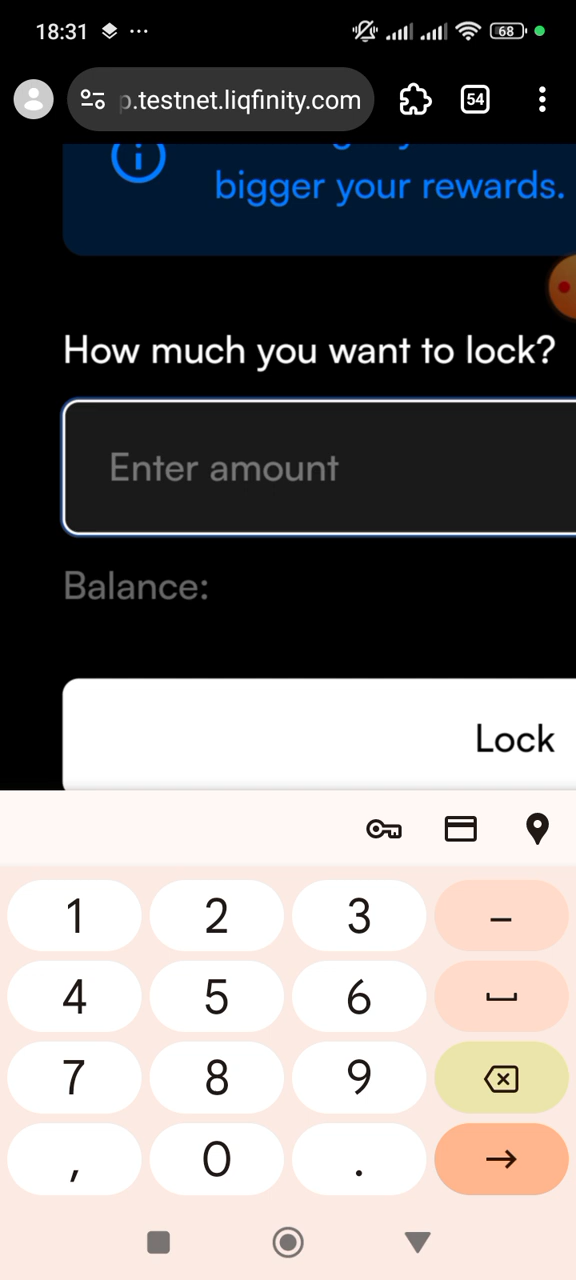 18:31
68
p.testnet.liqfinity.com
54
bigger your rewards.
How much you want to lock?
Enter amount
Balance:
Lock
1 2 3 –
4 5 6
7 8 9
, 0 .